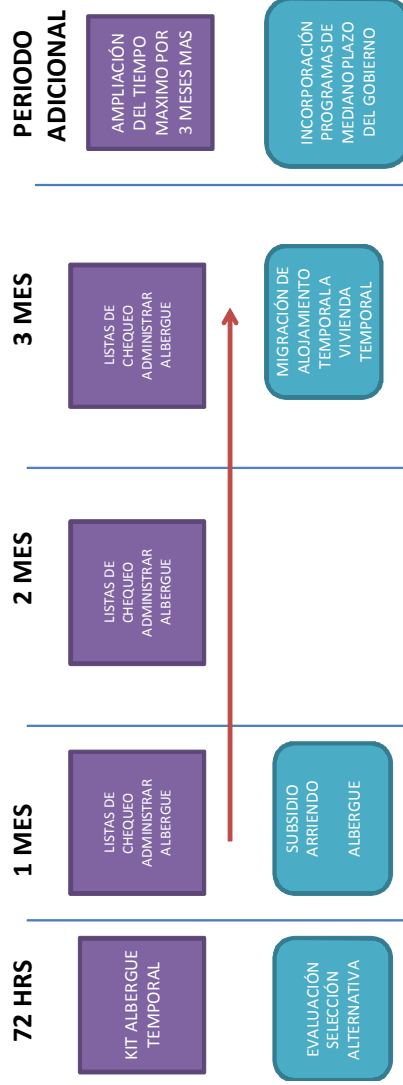 72 HRS
1 MES
2 MES
3 MES
PERIODO
ADICIONAL
KIT ALBERGUE
TEMPORAL
LISTAS DE
CHEQUEO
ADMINISTRAR
ALBERGUE
LISTAS DE
CHEQUEO
ADMINISTRAR
ALBERGUE
LISTAS DE
CHEQUEO
ADMINISTRAR
ALBERGUE
AMPLIACIÓN
DEL TIEMPO
MAXIMO POR
3 MESES MAS
EVALUACIÓN
SELECCIÓN
ALTERNATIVA
SUBSIDIO
ARRIENDO
ALBERGUE
MIGRACIÓN DE
ALOJAMIENTO
TEMPORAL A
VIVIENDA
TEMPORAL
INCORPORACIÓN
PROGRAMAS DE
MEDIANO PLAZO
DEL GOBIERNO